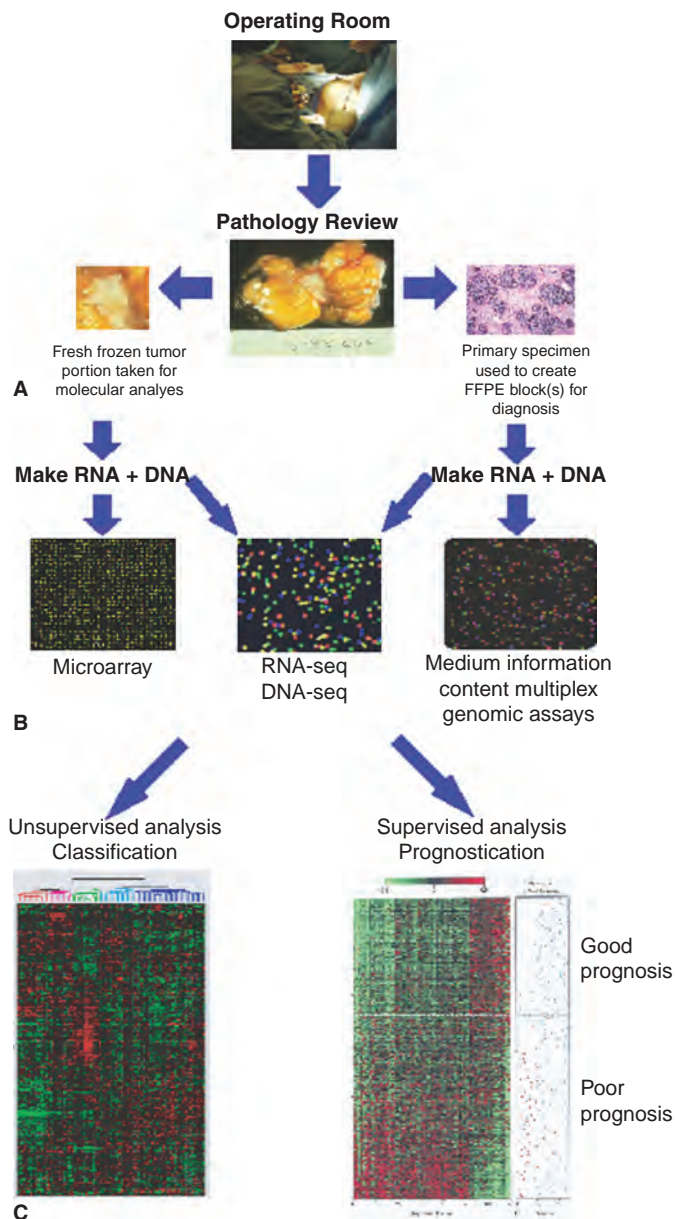 Operating Room
Pathology Review
Fresh frozen tumor
portion taken for
molecular analyes
Primary specimen
used to create
FFPE block(s) for
diagnosis
A
Make RNA + DNA
Make RNA + DNA
Microarray
RNA-seq
DNA-seq
Medium information
content multiplex
genomic assays
B
Unsupervised analysis
Classification
Supervised analysis
Prognostication
Good
prognosis
Poor
prognosis
C